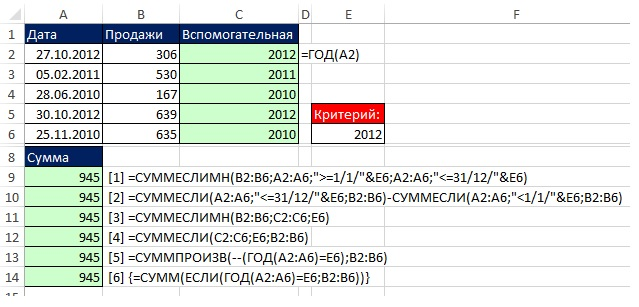 A B C D E F
1 Дата Продажи Вспомогательная
2 27.10.2012 306 2012 =ГОД(A2)
3 05.02.2011 530 2011
4 28.06.2010 167 2010
5 30.10.2012 639 2012 Критерий:
6 25.11.2010 635 2010 2012
8 Сумма
9 945 [1] =СУММЕСЛИМН(B2:B6;A2:A6;">=1/1/"&E6;A2:A6;"<=31/12/"&E6)
10 945 [2] =СУММЕСЛИ(A2:A6;"<=31/12/"&E6;B2:B6)-СУММЕСЛИ(A2:A6;"<1/1/"&E6;B2:B6)
11 945 [3] =СУММЕСЛИМН(B2:B6;C2:C6;E6)
12 945 [4] =СУММЕСЛИ(C2:C6;E6;B2:B6)
13 945 [5] =СУММПРОИЗВ(--(ГОД(A2:A6)=E6);B2:B6)
14 945 [6] {=СУММ(ЕСЛИ(ГОД(A2:A6)=E6;B2:B6))}